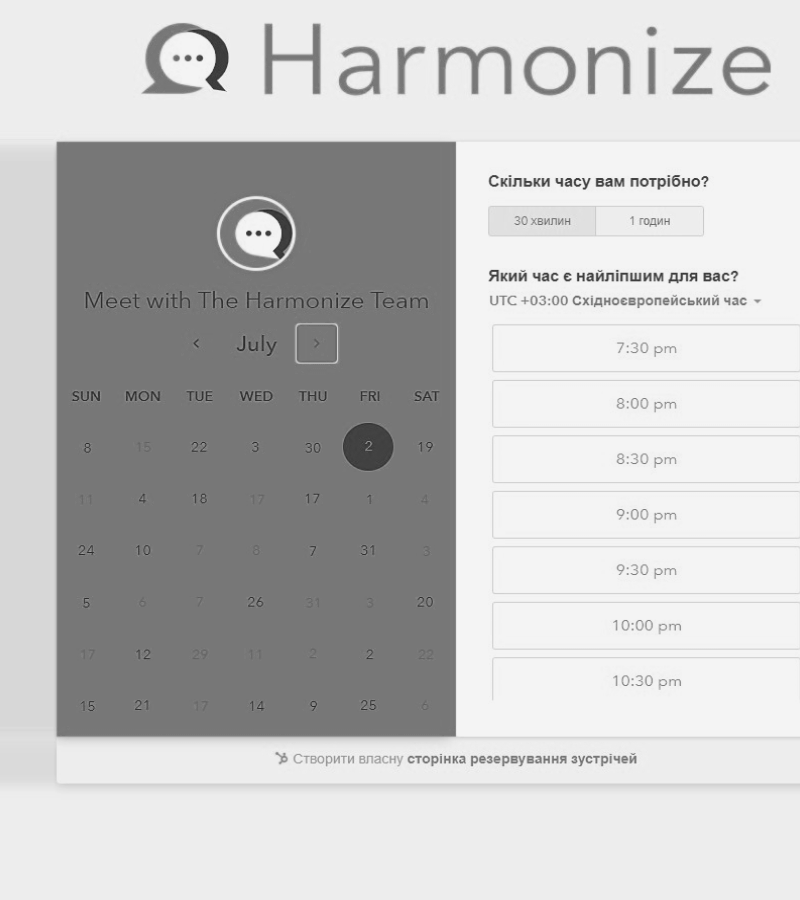 Harmonize
Meet with The Harmonize Team
July
SUN MON TUE WED THU FRI SAT
8 15 22 3 30 2 19
11 4 18 17 17 1 4
24 10 7 8 7 31 3
5 6 7 26 31 3 20
17 12 29 11 2 2 22
15 21 17 14 9 25 6
Скільки часу вам потрібно?
30 хвилин 1 годин
Який час є найліпшим для вас?
UTC +03:00 Східноєвропейський час
7:30 pm
8:00 pm
8:30 pm
9:00 pm
9:30 pm
10:00 pm
10:30 pm
Створити власну сторінка резервування зустрічей